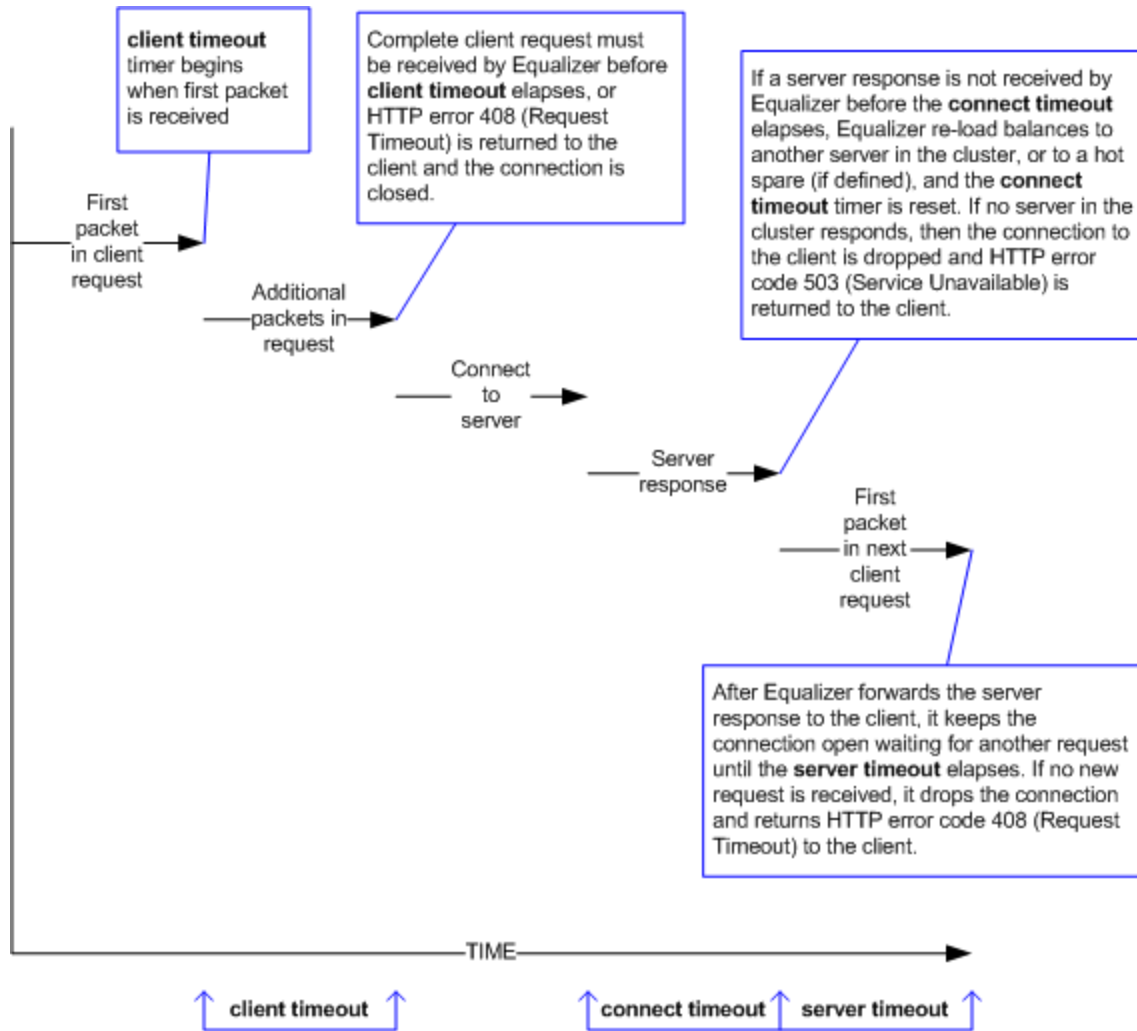 client timeout
timer begins
when first packet
is received
Complete client request must
be received by Equalizer before
client timeout elapses, or
HTTP error 408 (Request
Timeout) is returned to the
client and the connection is
closed.
If a server response is not received by
Equalizer before the connect timeout
elapses, Equalizer re-load balances to
another server in the cluster, or to a hot
spare (if defined), and the connect
timeout timer is reset. If no server in the
cluster responds, then the connection to
the client is dropped and HTTP error
code 503 (Service Unavailable) is
returned to the client.
First
packet
in client
request
Additional
packets in
request
Connect
to
server
Server
response
First
packet
in next
client
request
After Equalizer forwards the server
response to the client, it keeps the
connection open waiting for another request
until the server timeout elapses. If no new
request is received, it drops the connection
and returns HTTP error code 408 (Request
Timeout) to the client.
TIME
client timeout
connect timeout
server timeout